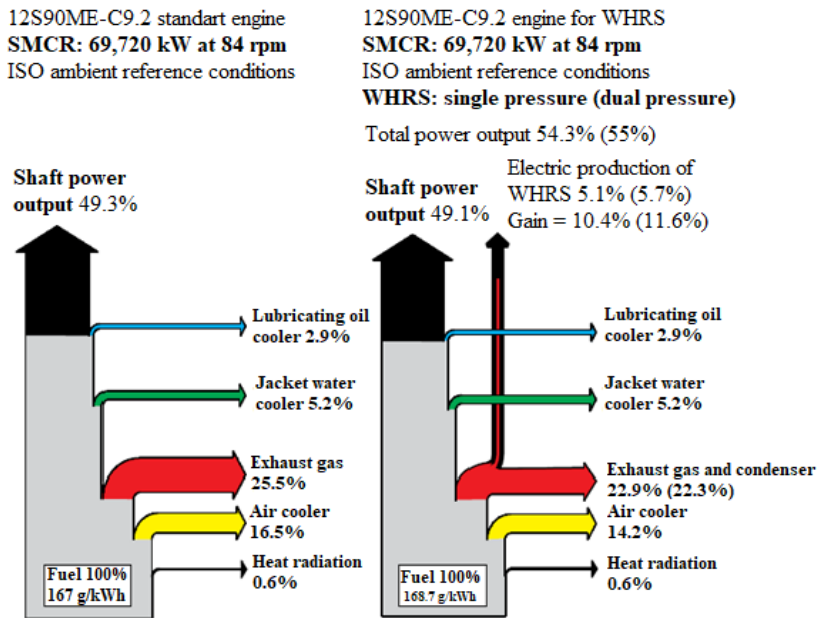 12S90ME-C9.2 standart engine
SMCR: 69,720 kW at 84 rpm
ISO ambient reference conditions
Shaft power
output 49.3%
Lubricating oil
cooler 2.9%
Jacket water
cooler 5.2%
Exhaust gas
25.5%
Air cooler
16.5%
Heat radiation
0.6%
Fuel 100%
167 g/kWh
12S90ME-C9.2 engine for WHRS
SMCR: 69,720 kW at 84 rpm
ISO ambient reference conditions
WHRS: single pressure (dual pressure)
Total power output 54.3% (55%)
Shaft power
output 49.1%
Electric production of
WHRS 5.1% (5.7%)
Gain = 10.4% (11.6%)
Lubricating oil
cooler 2.9%
Jacket water
cooler 5.2%
Exhaust gas and condenser
22.9% (22.3%)
Air cooler
14.2%
Heat radiation
0.6%
Fuel 100%
168.7 g/kWh